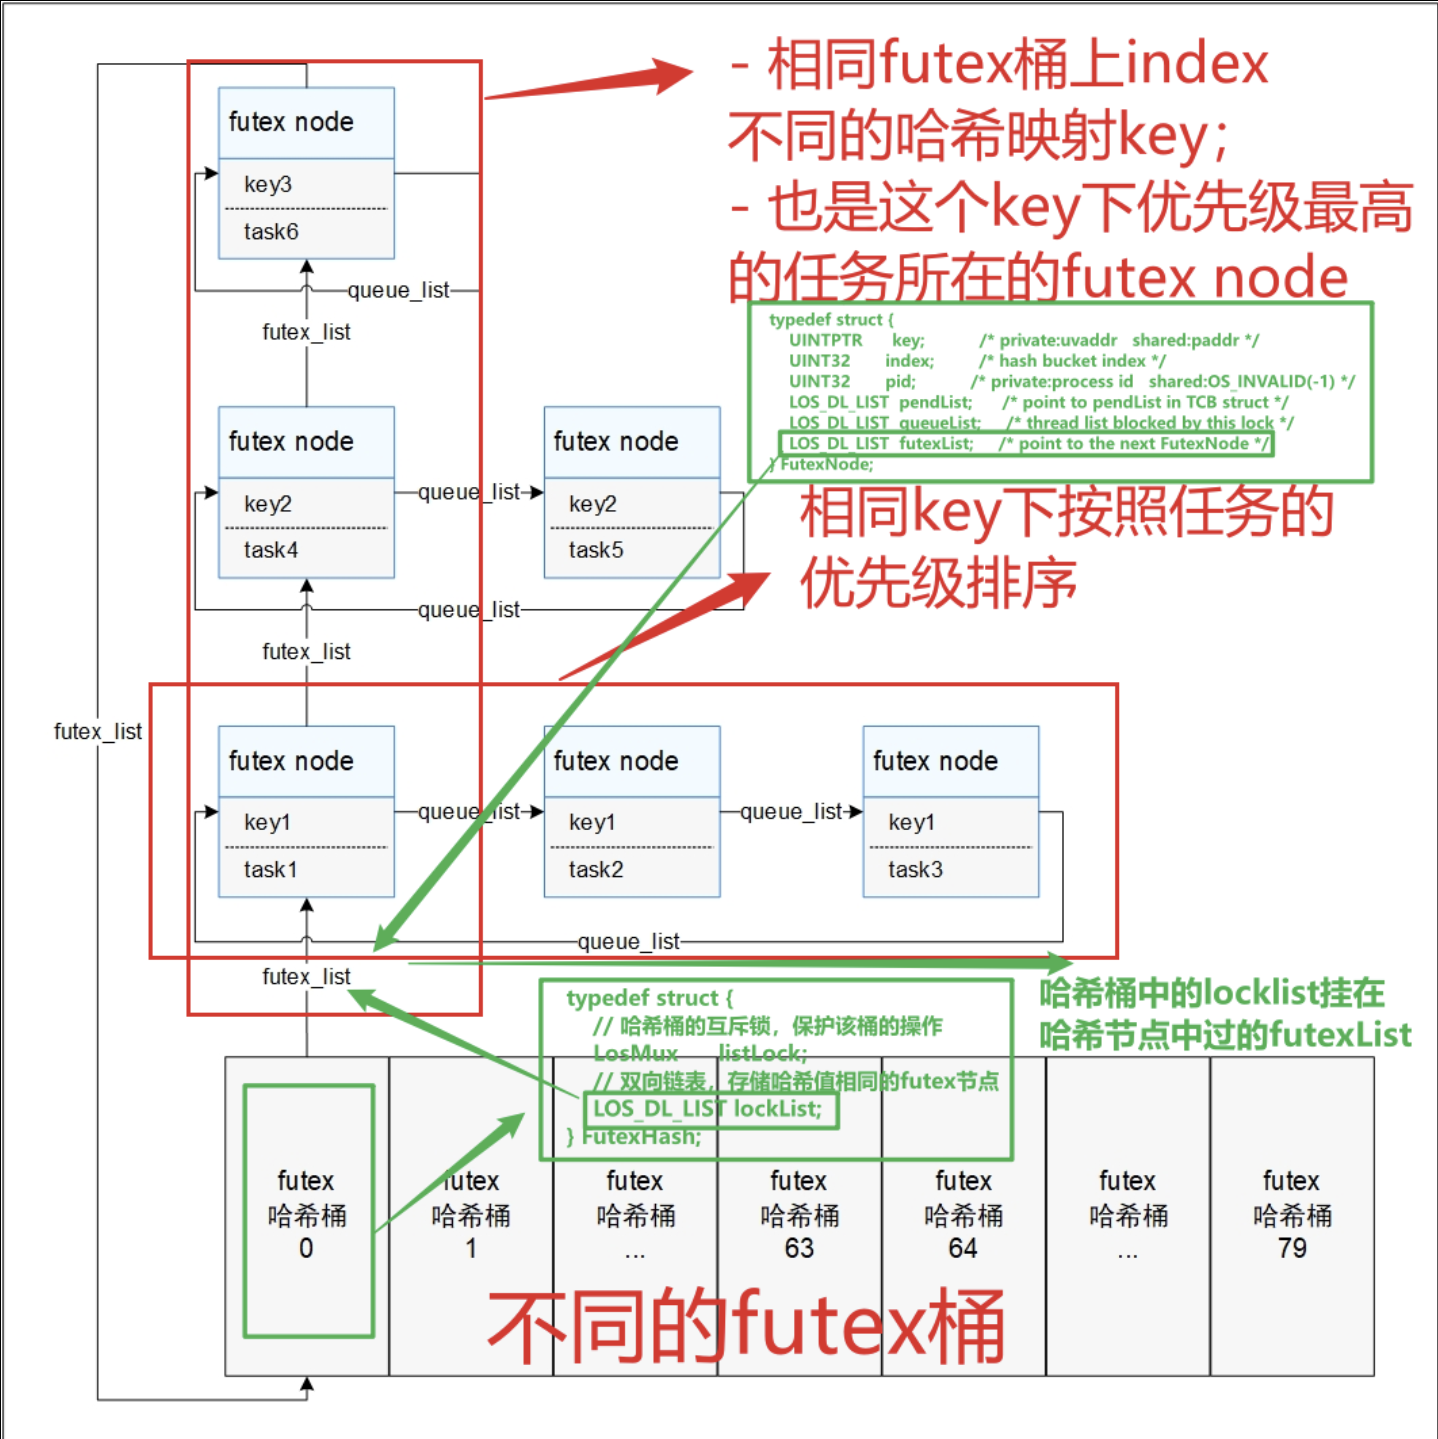 - 相同futex桶上index
不同的哈希映射key；
- 也是这个key下优先级最高
的任务所在的futex node
futex node
key3
task6
queue_list
futex_list
typedef struct {
UINTPTR key; /* private:uvaddr shared:paddr */
UINT32 index; /* hash bucket index */
UINT32 pid; /* private:process id shared:OS_INVALID(-1) */
LOS_DL_LIST pendList; /* point to pendList in TCB struct */
LOS_DL_LIST queueList; /* thread list blocked by this lock */
LOS_DL_LIST futexList; /* point to the next FutexNode */
} FutexNode;
futex node
key2
task4
queue_list
futex node
key2
task5
queue_list
futex_list
相同key下按照任务的
优先级排序
futex_list
futex node
key1
task1
queue_list
futex node
key1
task2
queue_list
futex node
key1
task3
queue_list
futex_list
哈希桶中的locklist挂在
哈希节点中过的futexList
typedef struct {
// 哈希桶的互斥锁，保护该桶的操作
LosMux listLock;
// 双向链表，存储哈希值相同的futex节点
LOS_DL_LIST lockList;
} FutexHash;
futex
哈希桶
0
futex
哈希桶
1
futex
哈希桶
...
futex
哈希桶
63
futex
哈希桶
64
futex
哈希桶
...
futex
哈希桶
79
不同的futex桶